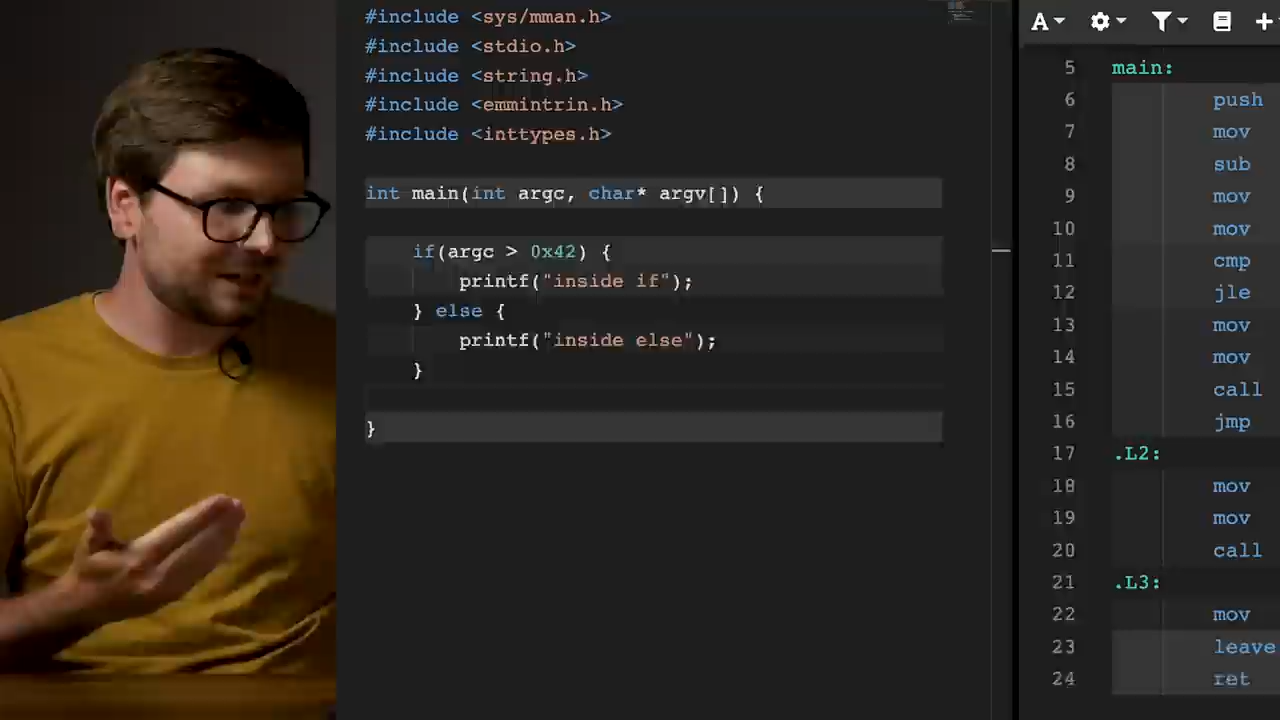 #include <sys/mman.h>
#include <stdio.h>
#include <string.h>
#include <emmintrin.h>
#include <inttypes.h>
int main(int argc, char* argv[]) {
if(argc > 0x42) {
printf("inside if");
} else {
printf("inside else");
}
}
A
5 main:
6 push
7 mov
8 sub
9 mov
10 mov
11 cmp
12 jle
13 mov
14 mov
15 call
16 jmp
17 .L2:
18 mov
19 mov
20 call
21 .L3:
22 mov
23 leave
24 ret